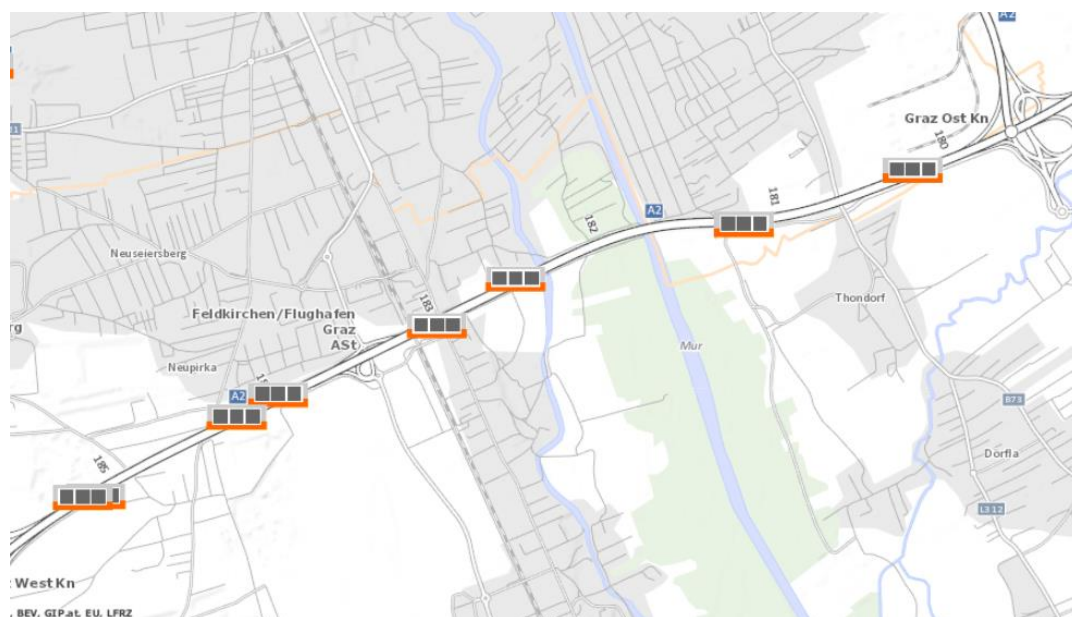 A2
Graz Ost Kn
180
181
A2
182
Neuseiersberg
Feldkirchen/Flughafen
Graz
ASt
183
Thondorf
Mur
Neupirka
A2
B73
Dörfla
185
L312
West Kn
, BEV, GIP.at, EU, LFRZ